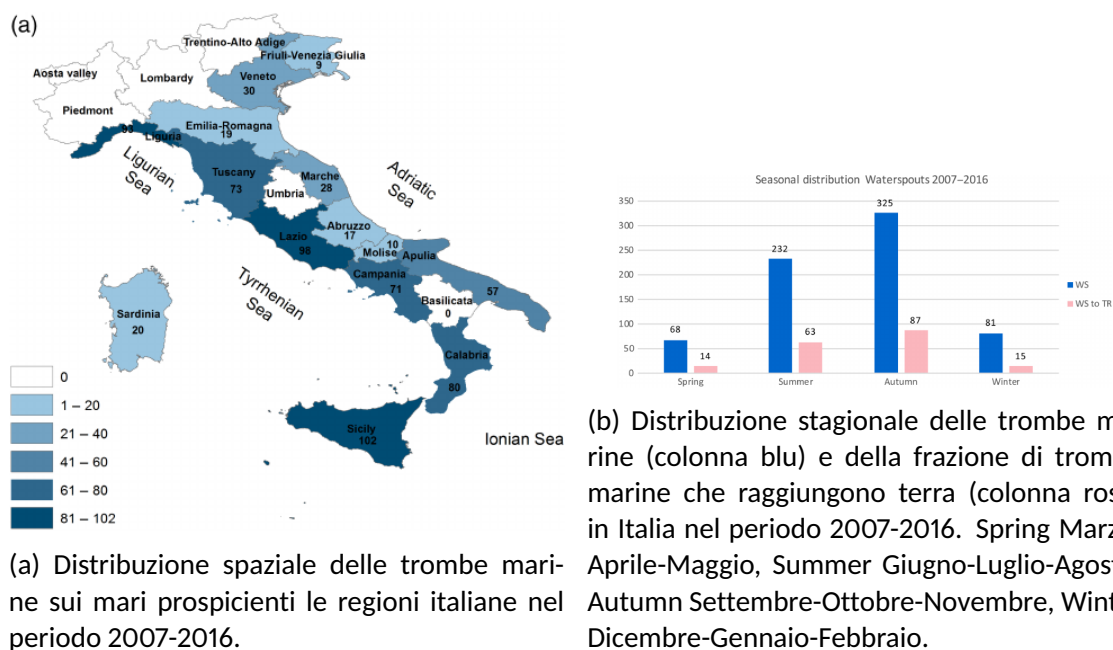 (a)
Trentino-Alto Adige
Friuli-Venezia Giulia
9
Aosta valley
Lombardy
Veneto
30
Piedmont
93
Liguria
Emilia-Romagna
19
Ligurian
Sea
Tuscany
73
Marche
28
Umbria
Adriatic
Sea
Abruzzo
17
Lazio
98
10
Molise
Apulia
Campania
71
57
Basilicata
0
Tyrrhenian
Sea
Sardinia
20
Calabria
80
Sicily
102
Ionian Sea
0
1 – 20
21 – 40
41 – 60
61 – 80
81 – 102
(a) Distribuzione spaziale delle trombe mari-
ne sui mari prospicienti le regioni italiane nel
periodo 2007-2016.
Seasonal distribution Waterspouts 2007–2016
350
300
250
200
150
100
50
0
68
14
232
63
325
87
81
15
Spring
Summer
Autumn
Winter
WS
WS to TR
(b) Distribuzione stagionale delle trombe m
rine (colonna blu) e della frazione di trom
marine che raggiungono terra (colonna ros
in Italia nel periodo 2007-2016. Spring Marz
Aprile-Maggio, Summer Giugno-Luglio-Agost
Autumn Settembre-Ottobre-Novembre, Wint
Dicembre-Gennaio-Febbraio.